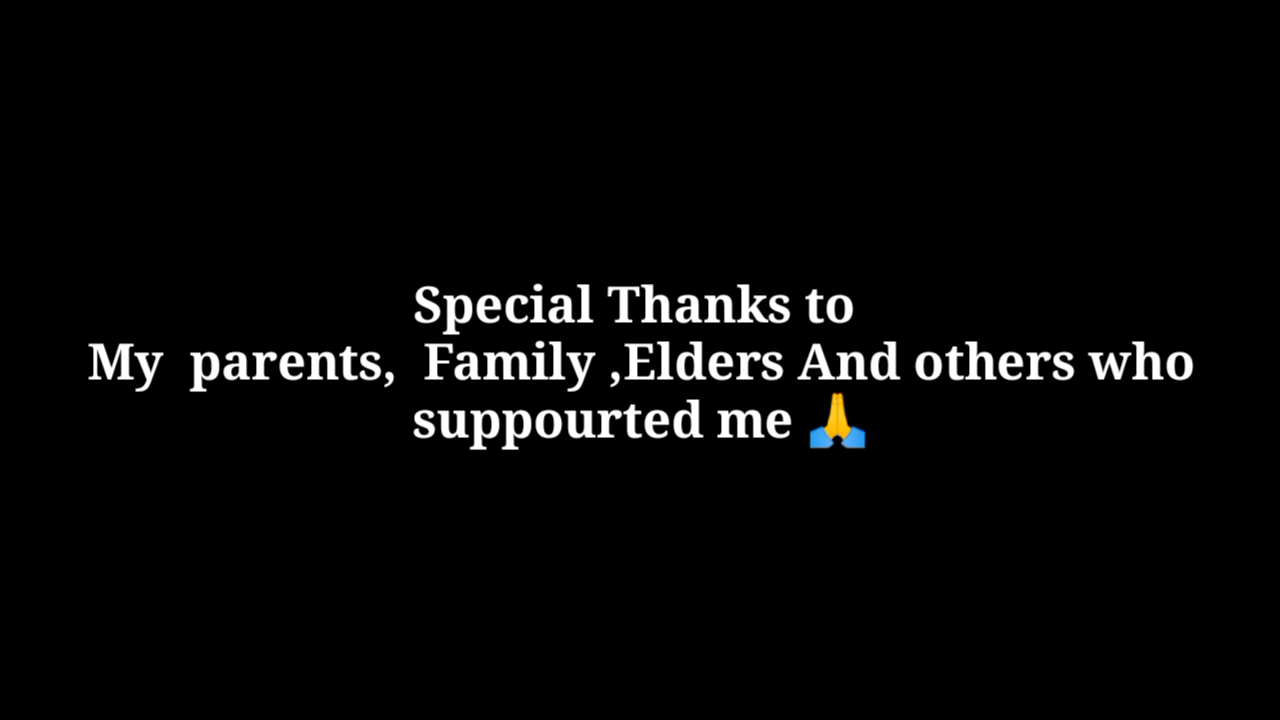 Special Thanks to
My  parents,  Family ,Elders And others who
suppourted me 🙏